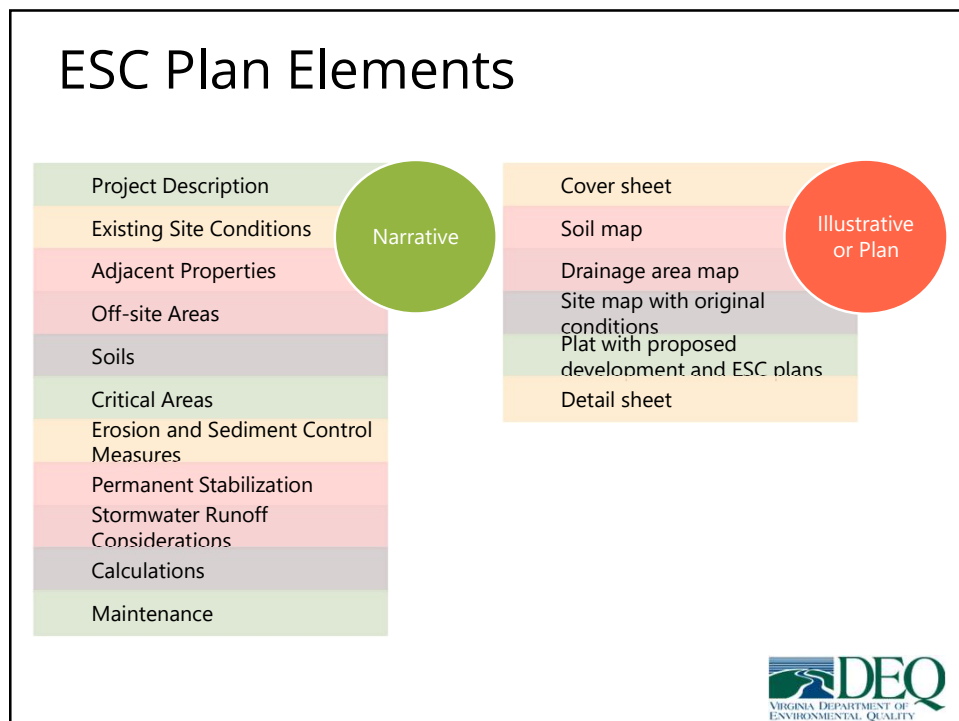 ESC Plan Elements
Project Description
Existing Site Conditions
Adjacent Properties
Off-site Areas
Soils
Critical Areas
Erosion and Sediment Control
Measures
Permanent Stabilization
Stormwater Runoff
Considerations
Calculations
Maintenance
Narrative
Cover sheet
Soil map
Drainage area map
Site map with original
conditions
Plat with proposed
development and ESC plans
Detail sheet
Illustrative
or Plan
DEQ
VIRGINIA DEPARTMENT OF
ENVIRONMENTAL QUALITY